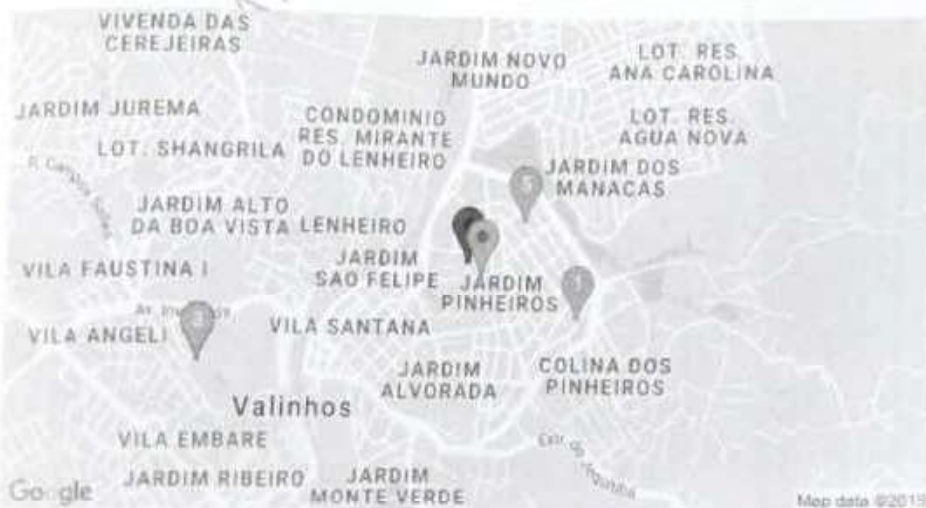 VIVENDA DAS
CEREJEIRAS
JARDIM NOVO
MUNDO
LOT. RES.
ANA CAROLINA
JARDIM JUREMA
CONDOMINIO
RES. MIRANTE
DO LENHEIRO
LOT. RES.
AGUA NOVA
LOT. SHANGRILA
JARDIM DOS
MANACAS
5
JARDIM ALTO
DA BOA VISTA
LENHEIRO
JARDIM
SAO FELIPE
VILA FAUSTINA I
JARDIM
PINHEIROS
Av.
VILA ANGELI
VILA SANTANA
JARDIM
ALVORADA
COLINA DOS
PINHEIROS
Valinhos
VILA EMBARE
JARDIM RIBEIRO
JARDIM
MONTE VERDE
Google
Map data ©2019